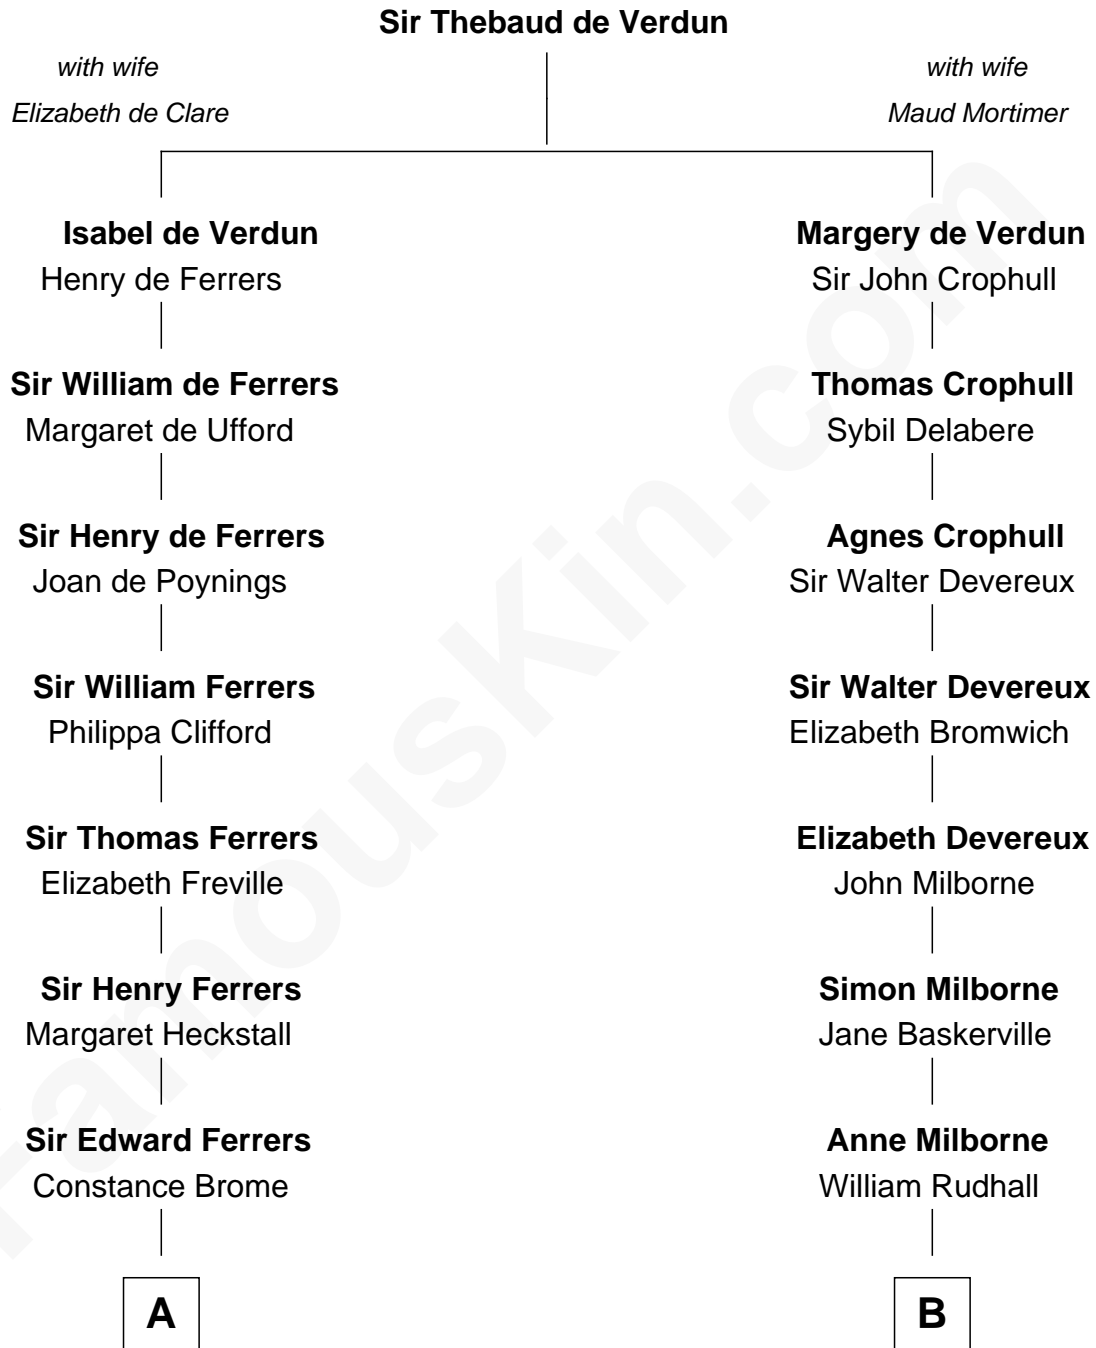 Sir Thebaud de Verdun
with wife
Elizabeth de Clare
with wife
Maud Mortimer
Isabel de Verdun
Henry de Ferrers
Margery de Verdun
Sir John Crophull
Sir William de Ferrers
Margaret de Ufford
Thomas Crophull
Sybil Delabere
Sir Henry de Ferrers
Joan de Poynings
Agnes Crophull
Sir Walter Devereux
Sir William Ferrers
Philippa Clifford
Sir Walter Devereux
Elizabeth Bromwich
Sir Thomas Ferrers
Elizabeth Freville
Elizabeth Devereux
John Milborne
Sir Henry Ferrers
Margaret Heckstall
Simon Milborne
Jane Baskerville
Sir Edward Ferrers
Constance Brome
Anne Milborne
William Rudhall
A
B
FamousKin.com